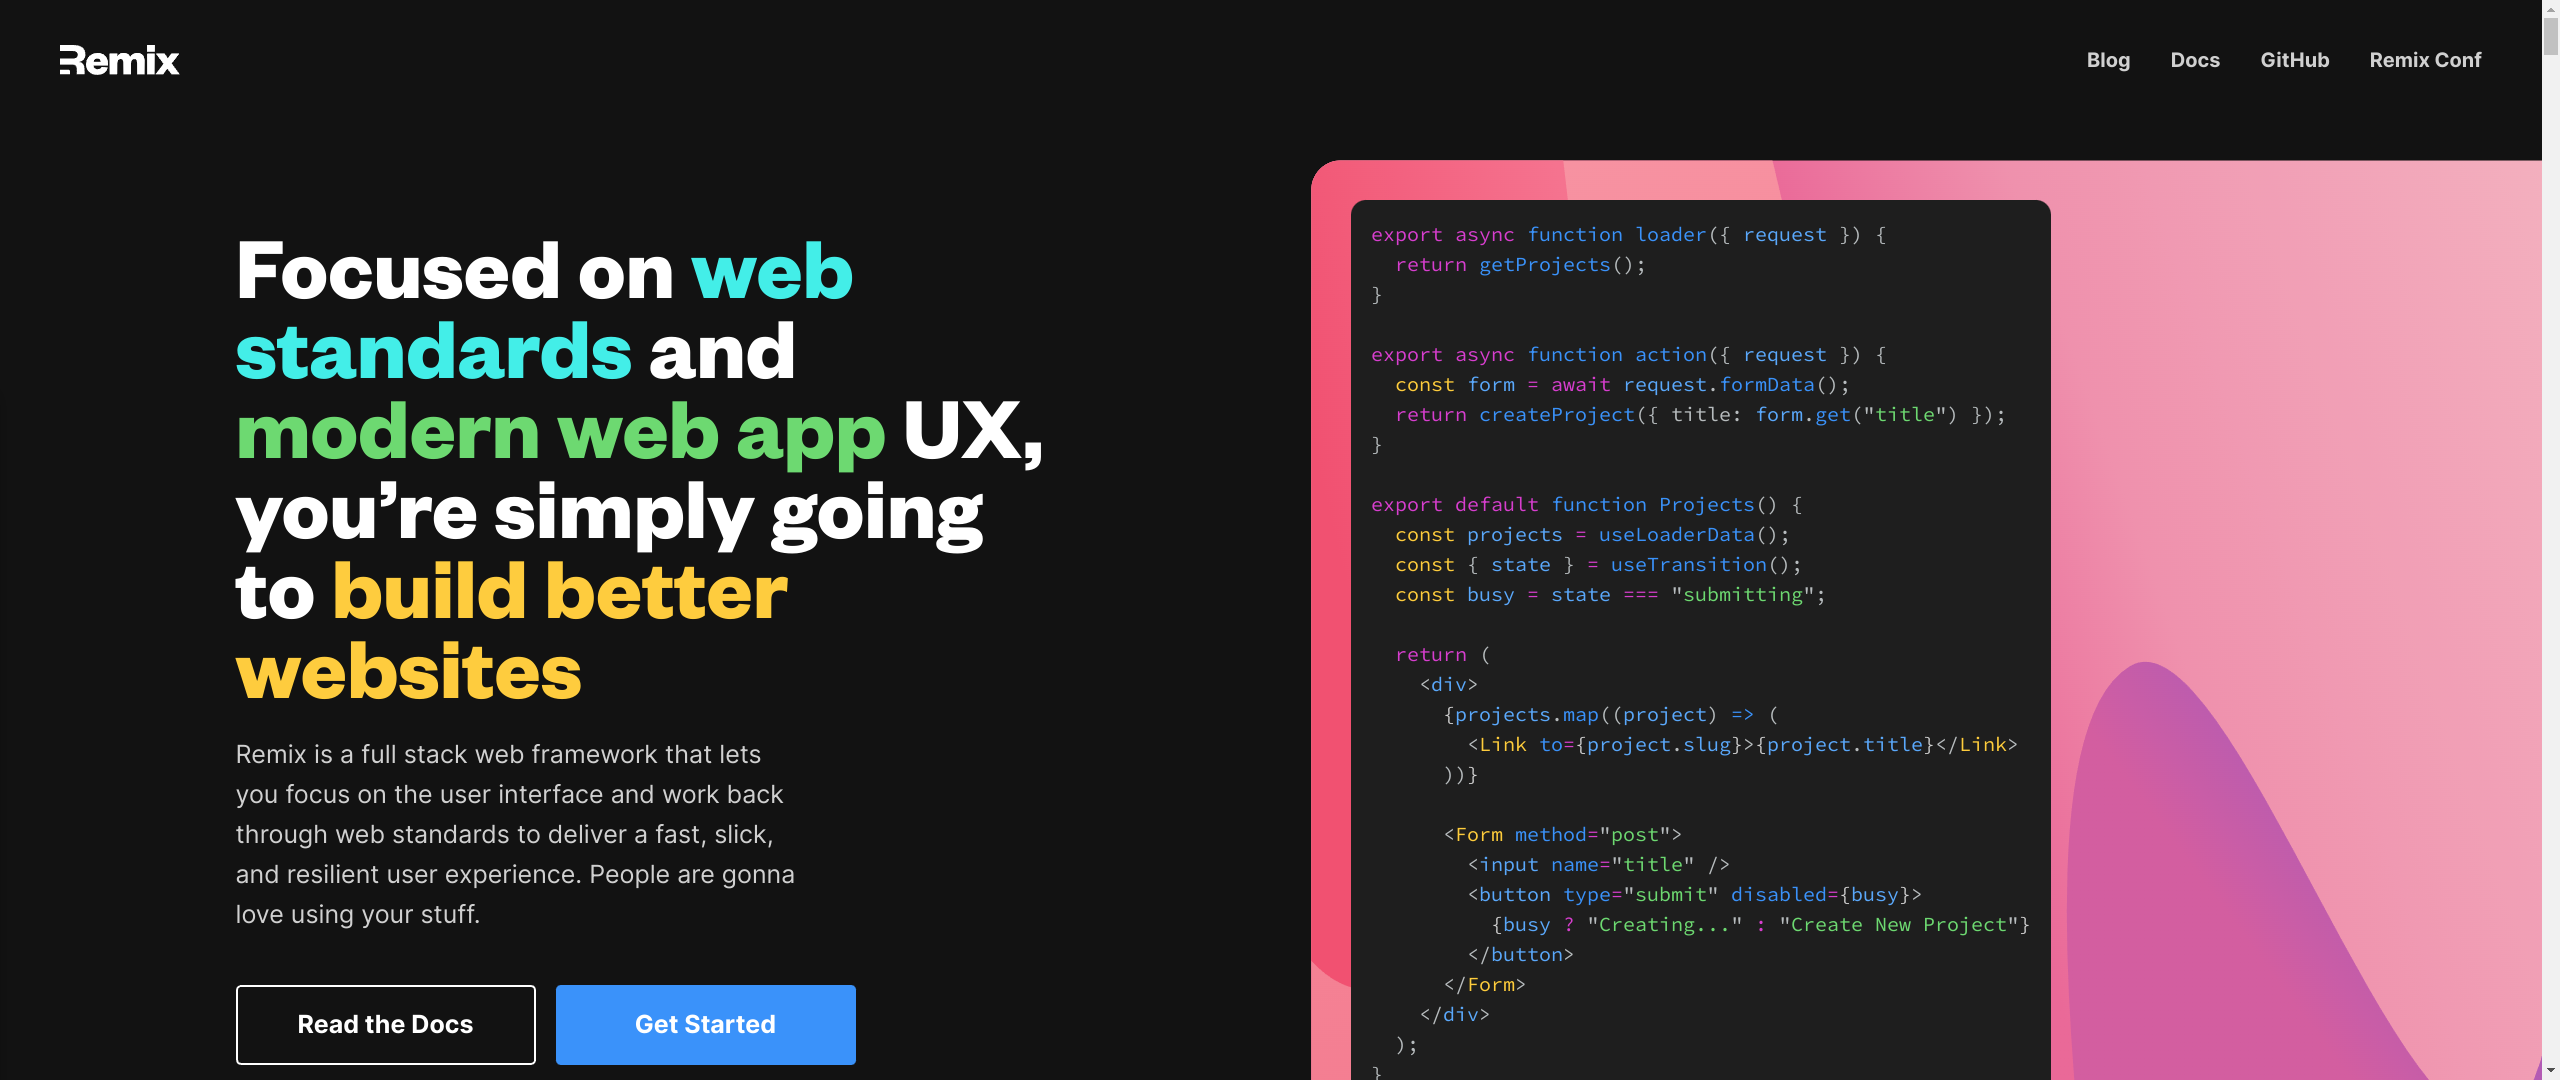 Remix
Blog Docs GitHub Remix Conf
Focused on web
standards and
modern web app UX,
you’re simply going
to build better
websites
Remix is a full stack web framework that lets
you focus on the user interface and work back
through web standards to deliver a fast, slick,
and resilient user experience. People are gonna
love using your stuff.
Read the Docs
Get Started
export async function loader({ request }) {
  return getProjects();
}
export async function action({ request }) {
  const form = await request.formData();
  return createProject({ title: form.get("title") });
}
export default function Projects() {
  const projects = useLoaderData();
  const { state } = useTransition();
  const busy = state === "submitting";
  return (
    <div>
      {projects.map((project) => (
        <Link to={project.slug}>{project.title}</Link>
      ))}
      <Form method="post">
        <input name="title" />
        <button type="submit" disabled={busy}>
          {busy ? "Creating..." : "Create New Project"}
        </button>
      </Form>
    </div>
  );
}